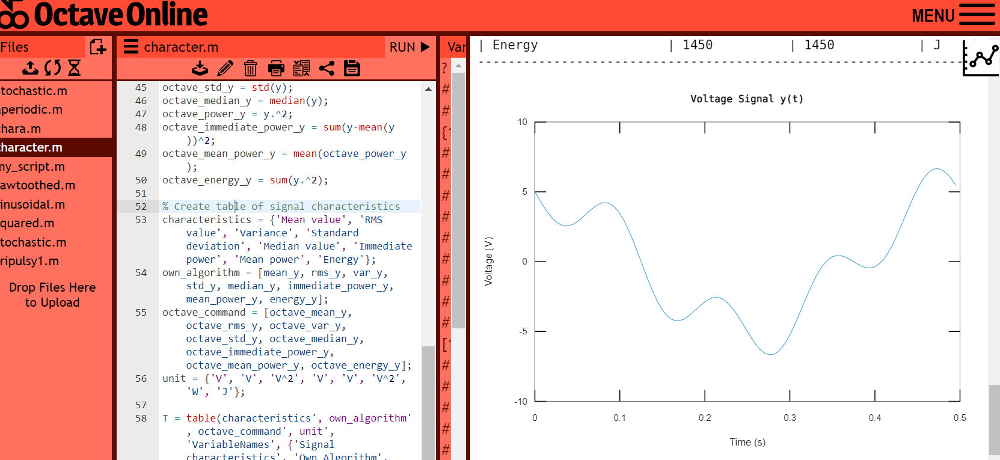 Octave Online
MENU
Files
character.m
RUN
Var
tochastic.m
periodic.m
hara.m
haracter.m
ny_script.m
awtoothed.m
inusoidal.m
quared.m
tochastic.m
ripulsy1.m
Drop Files Here
to Upload
45 octave_std_y = std(y);
46 octave_median_y = median(y);
47 octave_power_y = y.^2;
48 octave_immediate_power_y = sum(y-mean(y
))^2;
49 octave_mean_power_y = mean(octave_power_y
);
50 octave_energy_y = sum(y.^2);
51
52 % Create table of signal characteristics
53 characteristics = {'Mean value', 'RMS
value', 'Variance', 'Standard
deviation', 'Median value', 'Immediate
power', 'Mean power', 'Energy'};
54 own_algorithm = [mean_y, rms_y, var_y,
std_y, median_y, immediate_power_y,
mean_power_y, energy_y];
55 octave_command = [octave_mean_y,
octave_rms_y, octave_var_y,
octave_std_y, octave_median_y,
octave_immediate_power_y,
octave_mean_power_y, octave_energy_y];
56 unit = {'V', 'V', 'V^2', 'V', 'V', 'V^2',
'W', 'J'};
57
58 T = table(characteristics', own_algorithm'
, octave_command', unit',
'VariableNames', {'Signal
characteristics', 'Own Algorithm',
?
#
#
{
#
#
#
#
#
#
#
#
#
[
#
#
#
#
#
| Energy | 1450 | 1450 | J
Voltage Signal y(t)
10
5
0
-5
-10
Voltage (V)
0 0.1 0.2 0.3 0.4 0.5
Time (s)